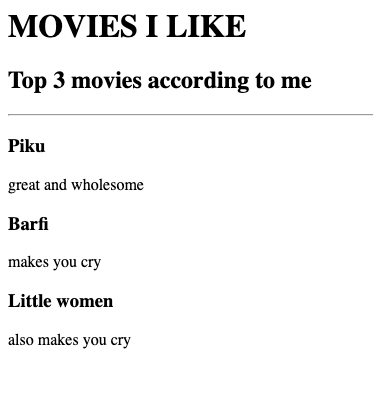 MOVIES I LIKE
Top 3 movies according to me
Piku
great and wholesome
Barfi
makes you cry
Little women
also makes you cry